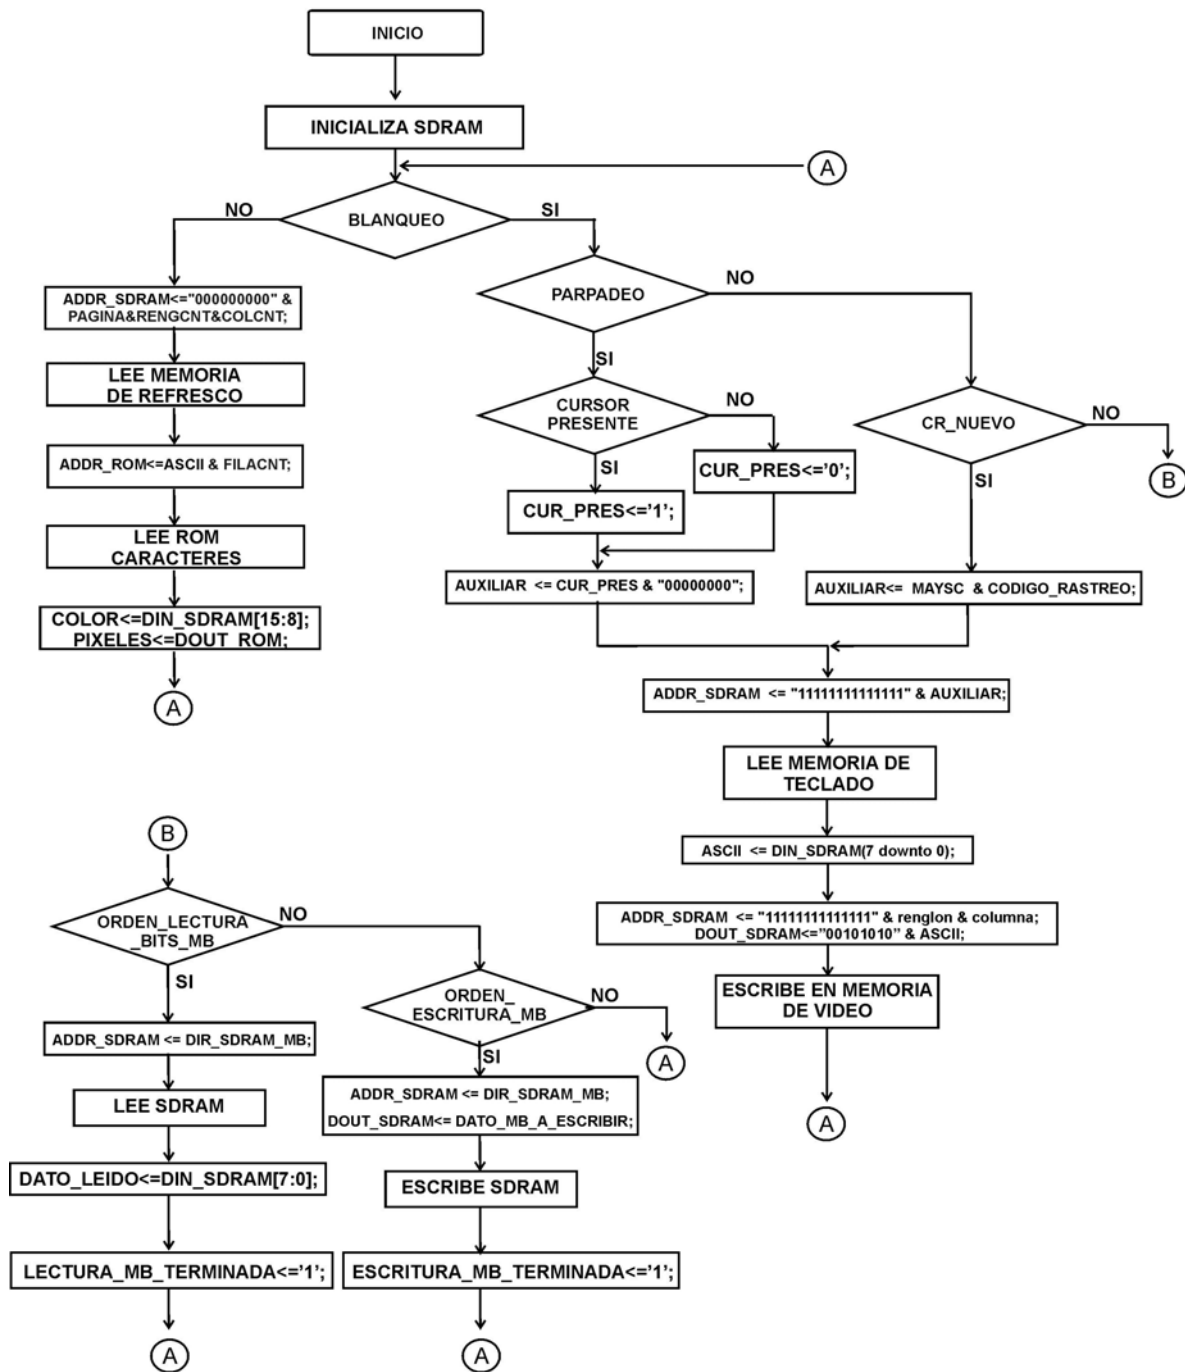 INICIO
INICIALIZA SDRAM
A
BLANQUEO
NO
SI
ADDR_SDRAM<="000000000" &
PAGINA&RENGCNT&COLCNT;
LEE MEMORIA
DE REFRESCO
ADDR_ROM<=ASCII & FILACNT;
LEE ROM
CARACTERES
COLOR<=DIN_SDRAM[15:8];
PIXELES<=DOUT_ROM;
A
PARPADEO
NO
SI
CURSOR
PRESENTE
NO
SI
CUR_PRES<='0';
CUR_PRES<='1';
AUXILIAR <= CUR_PRES & "00000000";
CR_NUEVO
NO
B
SI
AUXILIAR<= MAYSC & CODIGO_RASTREO;
ADDR_SDRAM <= "11111111111111" & AUXILIAR;
LEE MEMORIA DE
TECLADO
ASCII <= DIN_SDRAM(7 downto 0);
ADDR_SDRAM <= "11111111111111" & renglon & columna;
DOUT_SDRAM<="00101010" & ASCII;
ESCRIBE EN MEMORIA
DE VIDEO
A
B
ORDEN_LECTURA
_BITS_MB
NO
SI
ADDR_SDRAM <= DIR_SDRAM_MB;
LEE SDRAM
DATO_LEIDO<=DIN_SDRAM[7:0];
LECTURA_MB_TERMINADA<='1';
A
ORDEN_
ESCRITURA_MB
NO
A
SI
ADDR_SDRAM <= DIR_SDRAM_MB;
DOUT_SDRAM<= DATO_MB_A_ESCRIBIR;
ESCRIBE SDRAM
ESCRITURA_MB_TERMINADA<='1';
A